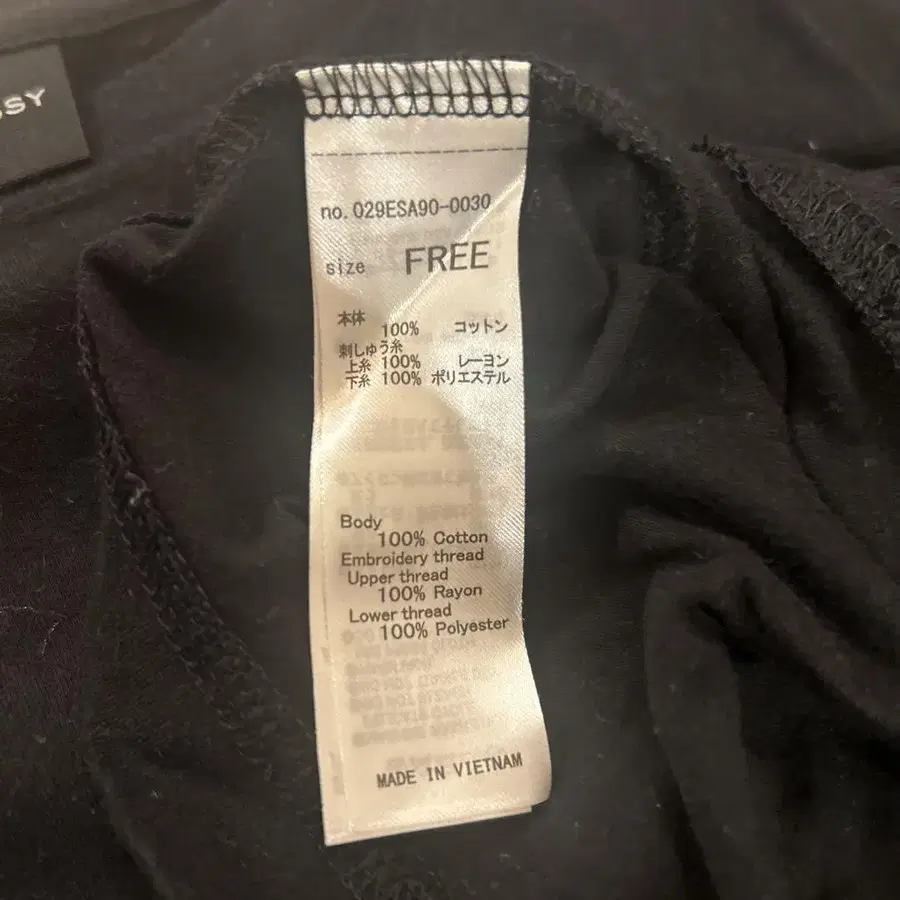 SSY
no. 029ESA90-0030
size FREE
本体
100% コットン
刺しゅう糸
上糸 100% レーヨン
下糸 100% ポリエステル
Body
100% Cotton
Embroidery thread
Upper thread
100% Rayon
Lower thread
100% Polyester
MADE IN VIETNAM